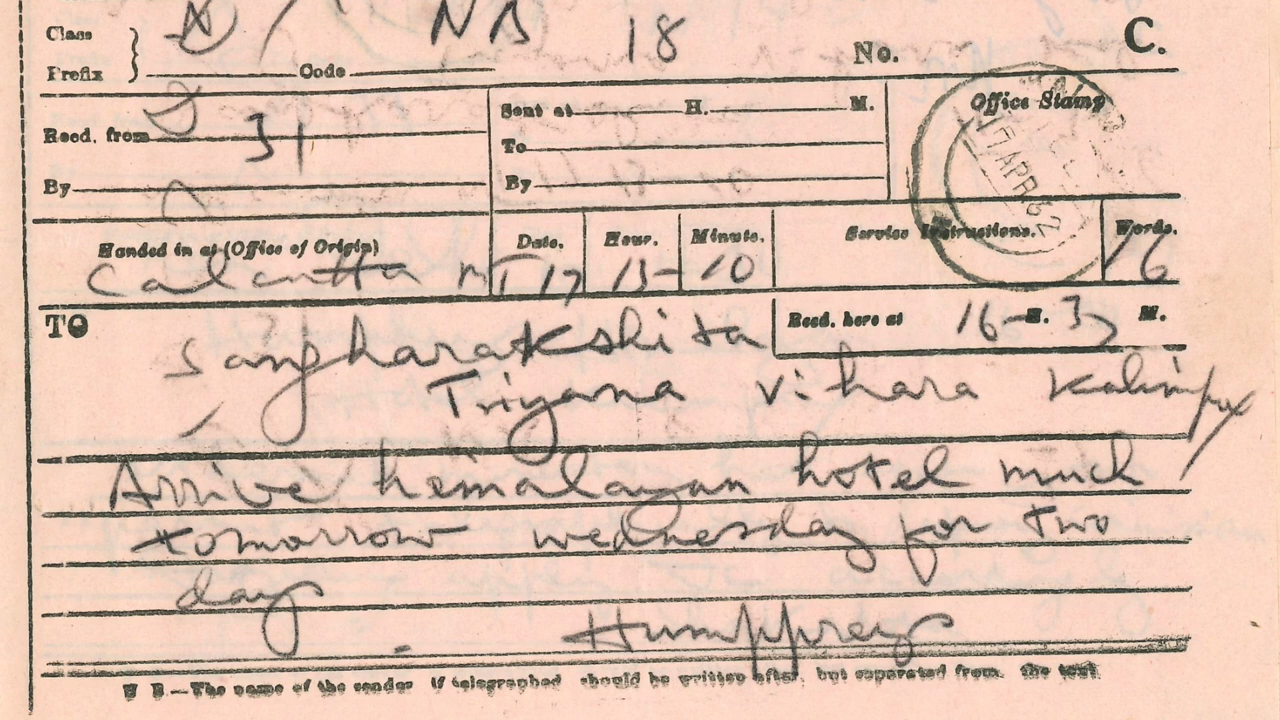 Class
Prefix
Code
NB 18
No.
C.
Recd. from
31
By
Sent at H. M.
To
By
Office Stamp
17 APR 62
Handed in at (Office of Origin)
Date.
Hour.
Minute.
Service Instructions.
Words.
Calcutta
17
15
10
16
TO
Recd. here at 16 H. 37 M.
Sangharakshita
Triyana Vihara Kalimpong
Arrive himalayan hotel much
tomorrow wednesday for two
days
Humphreys
N B.—The name of the sender if telegraphed should be written after, but separated from. the text